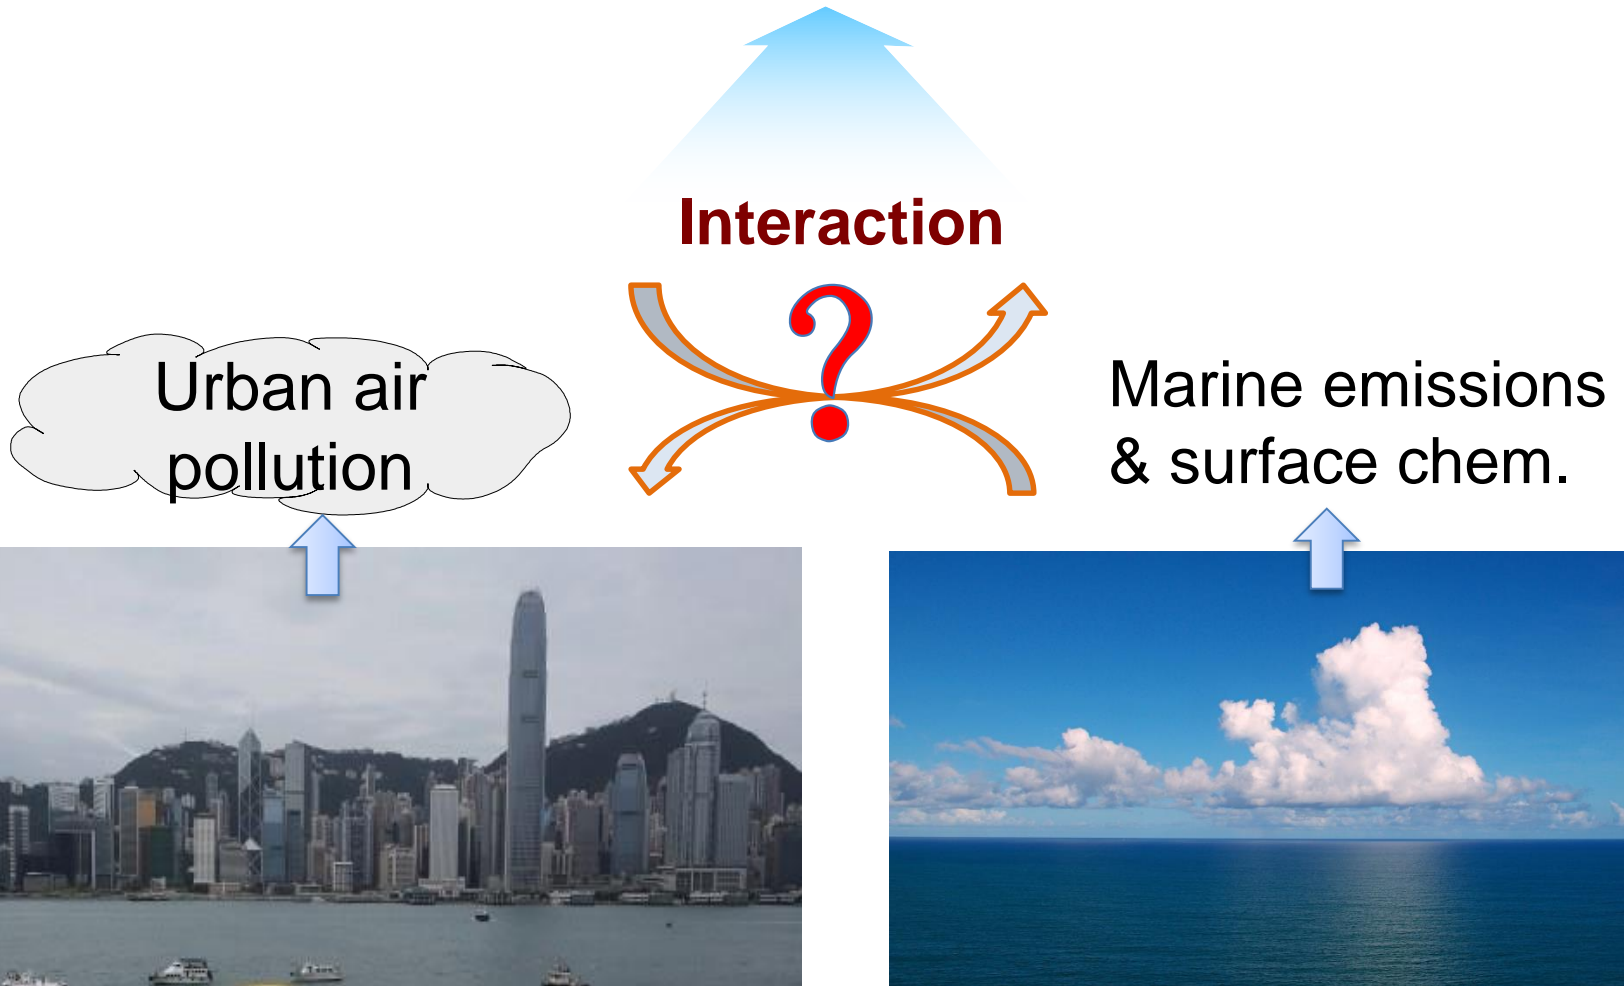 Interaction
?
Urban air
pollution
Marine emissions
& surface chem.